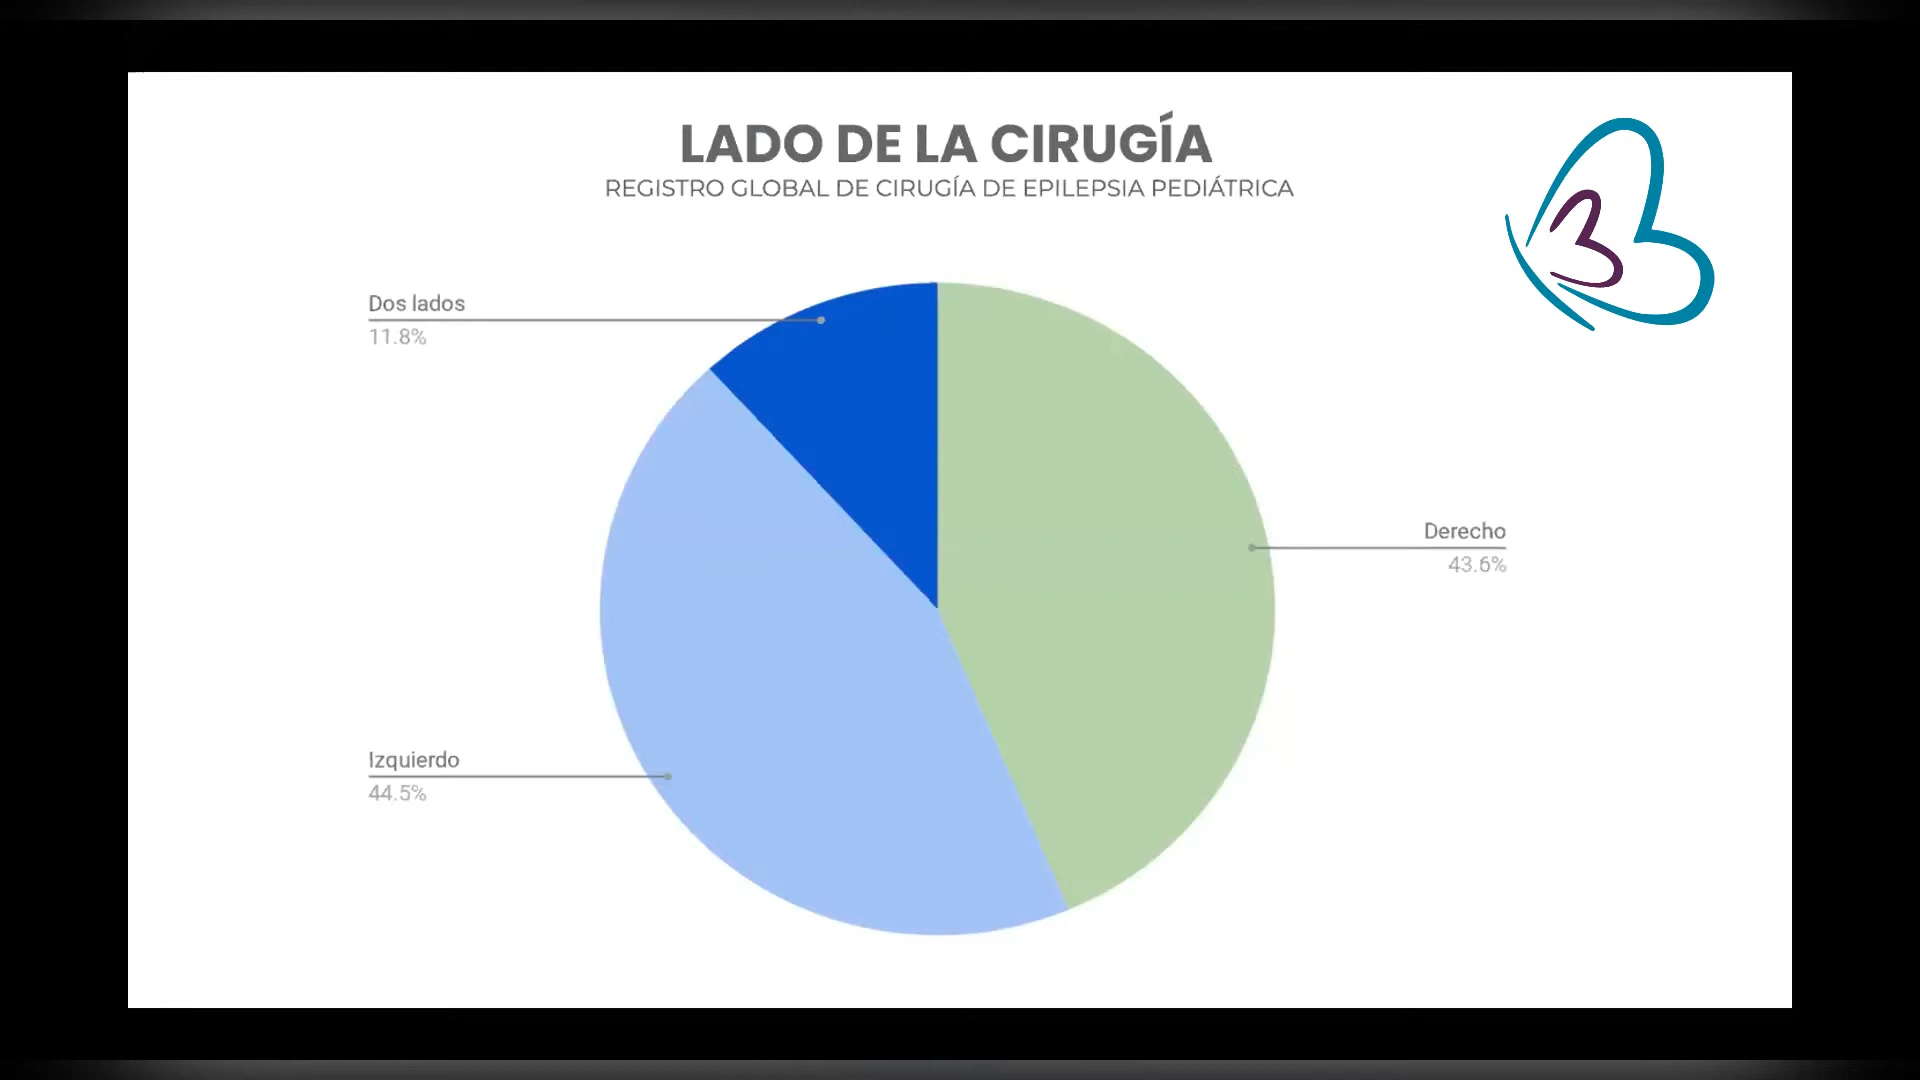 LADO DE LA CIRUGÍA
REGISTRO GLOBAL DE CIRUGÍA DE EPILEPSIA PEDIÁTRICA
Dos lados
11.8%
Derecho
43.6%
Izquierdo
44.5%